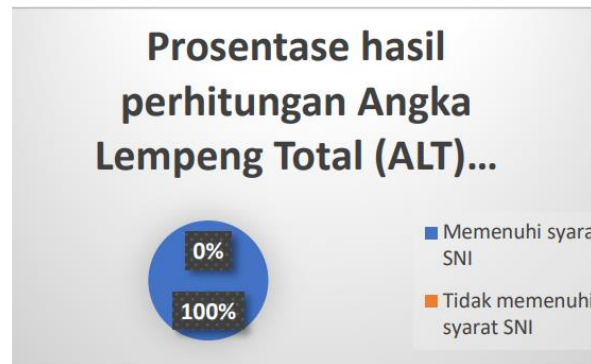 Prosentase hasil
perhitungan Angka
Lempeng Total (ALT)...
0%
100%
Memenuhi syara
SNI
Tidak memenuhi
syarat SNI